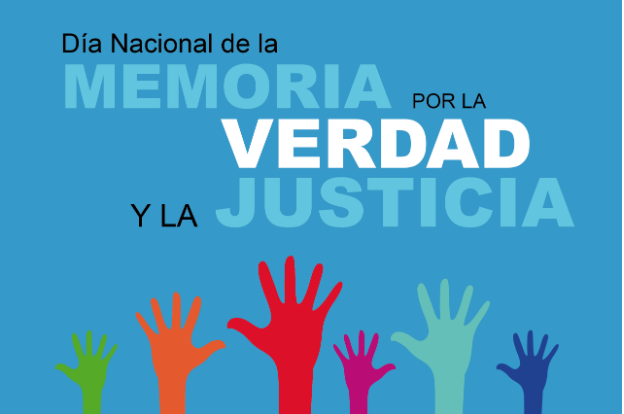 Día Nacional de la
MEMORIA POR LA
VERDAD
Y LA JUSTICIA